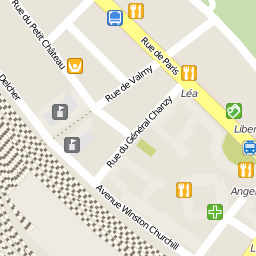 Rue du Petit Château
Rue de Paris
Delcher
Rue de Valmy
Léa
Rue du Général Chanzy
Liber
Avenue Winston Churchill
Ange
L